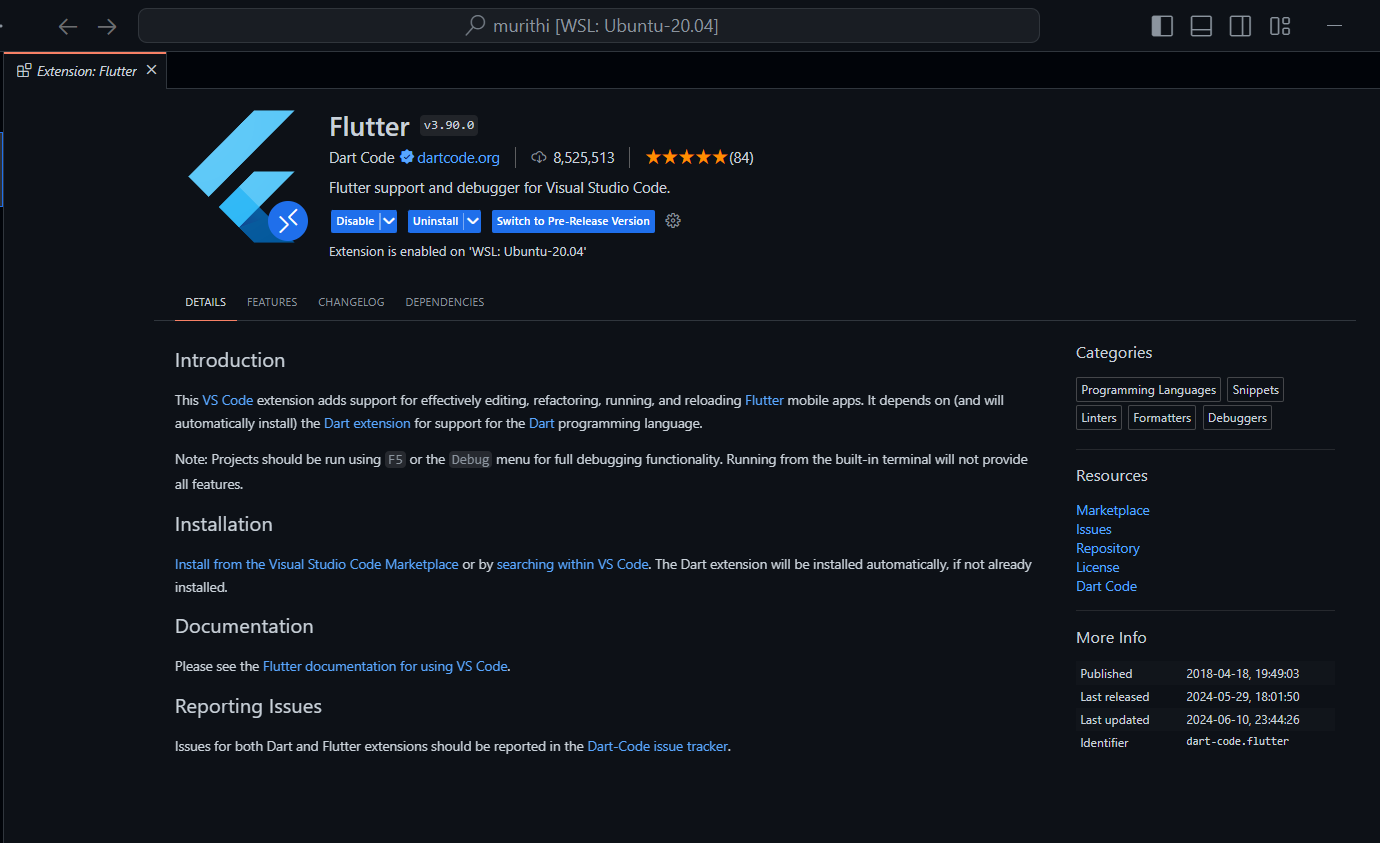 murithi [WSL: Ubuntu-20.04]
Extension: Flutter
Flutter v3.90.0
Dart Code dartcode.org 8,525,513 (84)
Flutter support and debugger for Visual Studio Code.
Disable Uninstall Switch to Pre-Release Version
Extension is enabled on 'WSL: Ubuntu-20.04'
DETAILS FEATURES CHANGELOG DEPENDENCIES
Introduction
This VS Code extension adds support for effectively editing, refactoring, running, and reloading Flutter mobile apps. It depends on (and will
automatically install) the Dart extension for support for the Dart programming language.
Note: Projects should be run using F5 or the Debug menu for full debugging functionality. Running from the built-in terminal will not provide
all features.
Installation
Install from the Visual Studio Code Marketplace or by searching within VS Code. The Dart extension will be installed automatically, if not already
installed.
Documentation
Please see the Flutter documentation for using VS Code.
Reporting Issues
Issues for both Dart and Flutter extensions should be reported in the Dart-Code issue tracker.
Categories
Programming Languages Snippets
Linters Formatters Debuggers
Resources
Marketplace
Issues
Repository
License
Dart Code
More Info
Published 2018-04-18, 19:49:03
Last released 2024-05-29, 18:01:50
Last updated 2024-06-10, 23:44:26
Identifier dart-code.flutter